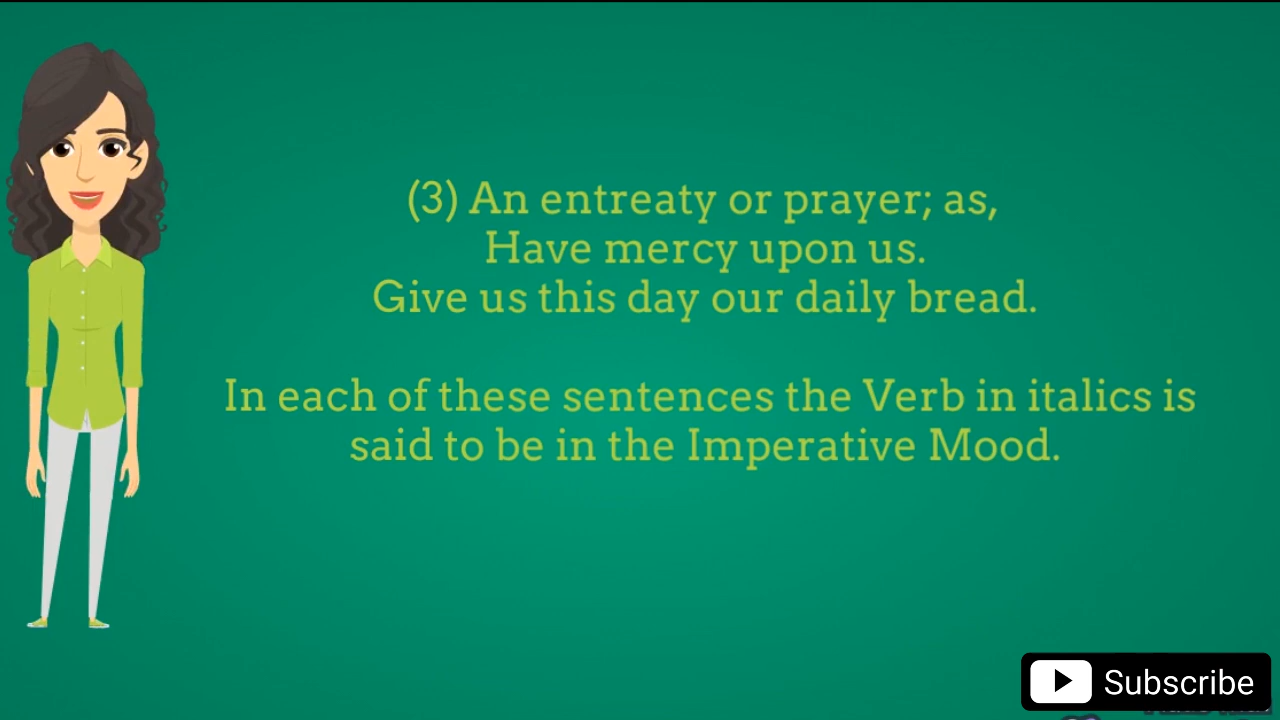 (3) An entreaty or prayer; as,
Have mercy upon us.
Give us this day our daily bread.
In each of these sentences the Verb in italics is
said to be in the Imperative Mood.
Subscribe